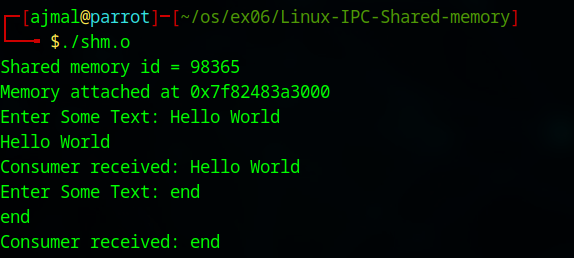 ┌─[ajmal@parrot]─[~/os/ex06/Linux-IPC-Shared-memory]
└──╼ $./shm.o
Shared memory id = 98365
Memory attached at 0x7f82483a3000
Enter Some Text: Hello World
Hello World
Consumer received: Hello World
Enter Some Text: end
end
Consumer received: end